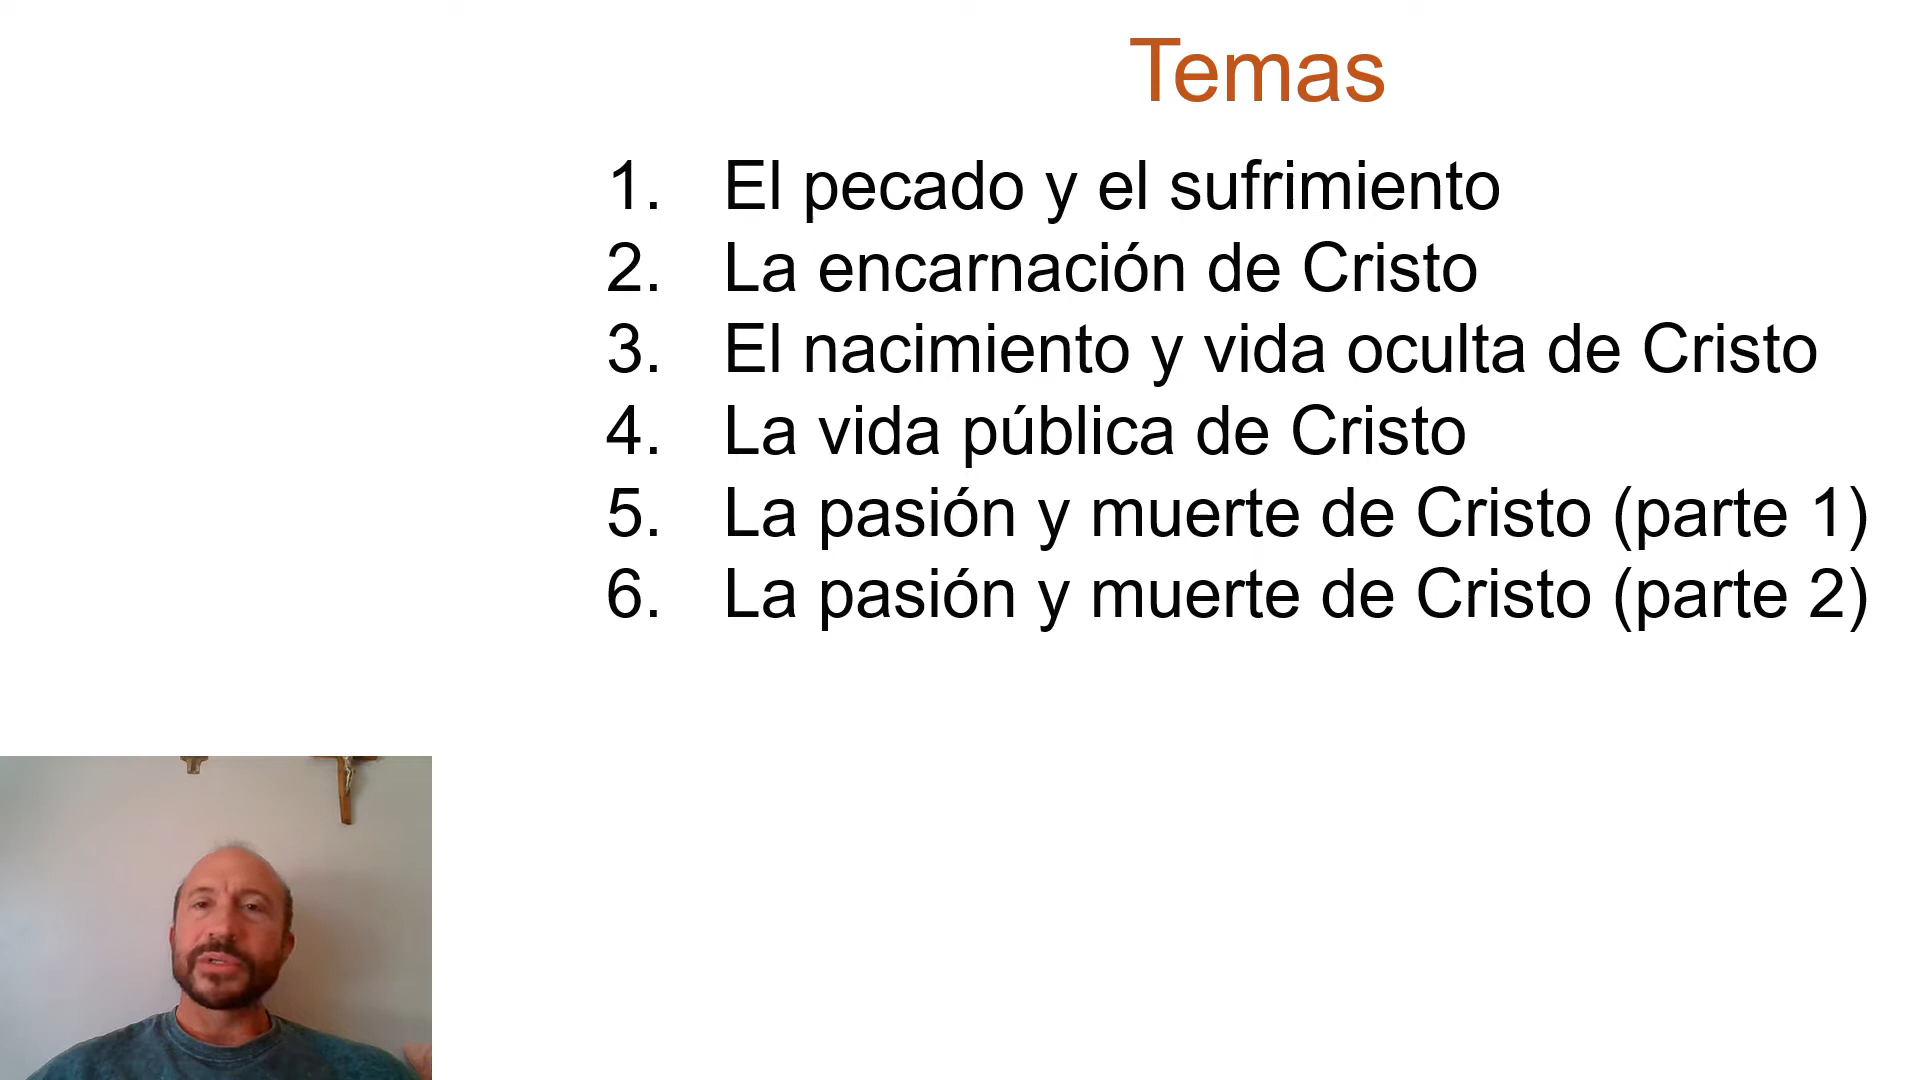 Temas
1. El pecado y el sufrimiento
2. La encarnación de Cristo
3. El nacimiento y vida oculta de Cristo
4. La vida pública de Cristo
5. La pasión y muerte de Cristo (parte 1)
6. La pasión y muerte de Cristo (parte 2)